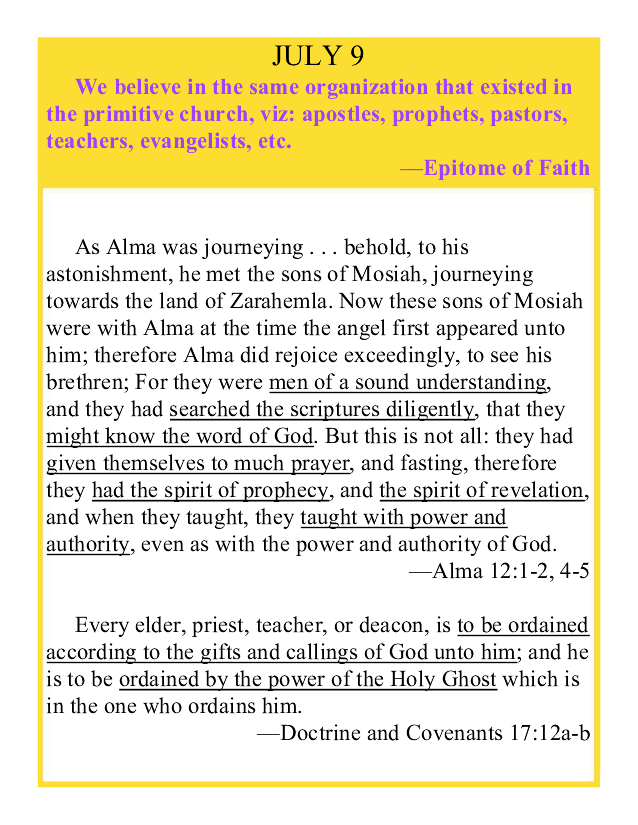 JULY 9
We believe in the same organization that existed in
the primitive church, viz: apostles, prophets, pastors,
teachers, evangelists, etc.
—Epitome of Faith
As Alma was journeying . . . behold, to his
astonishment, he met the sons of Mosiah, journeying
towards the land of Zarahemla. Now these sons of Mosiah
were with Alma at the time the angel first appeared unto
him; therefore Alma did rejoice exceedingly, to see his
brethren; For they were men of a sound understanding,
and they had searched the scriptures diligently, that they
might know the word of God. But this is not all: they had
given themselves to much prayer, and fasting, therefore
they had the spirit of prophecy, and the spirit of revelation,
and when they taught, they taught with power and
authority, even as with the power and authority of God.
—Alma 12:1-2, 4-5
Every elder, priest, teacher, or deacon, is to be ordained
according to the gifts and callings of God unto him; and he
is to be ordained by the power of the Holy Ghost which is
in the one who ordains him.
—Doctrine and Covenants 17:12a-b